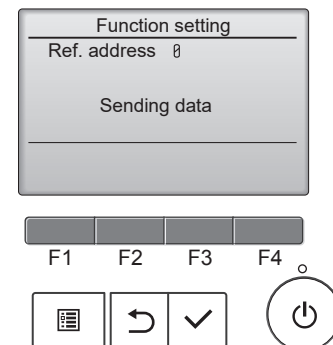 Function setting
Ref. address 0
Sending data
F1 F2 F3 F4